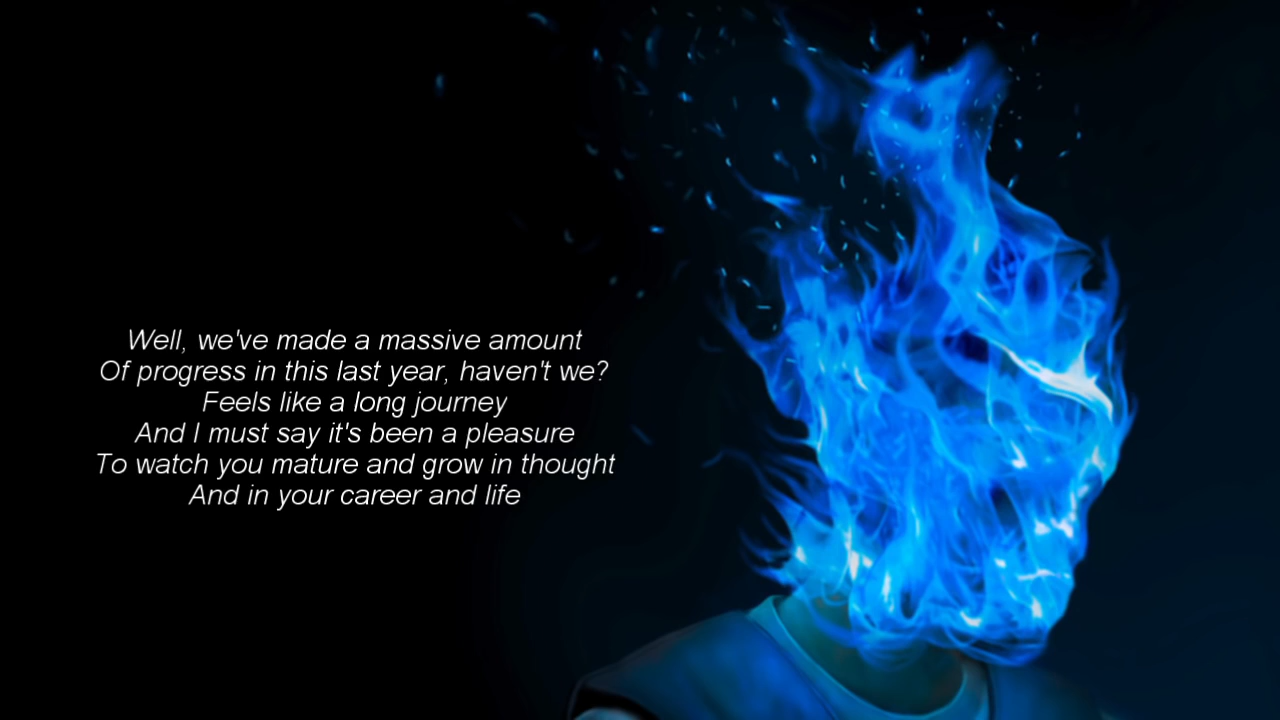 Well, we've made a massive amount
Of progress in this last year, haven't we?
Feels like a long journey
And I must say it's been a pleasure
To watch you mature and grow in thought
And in your career and life